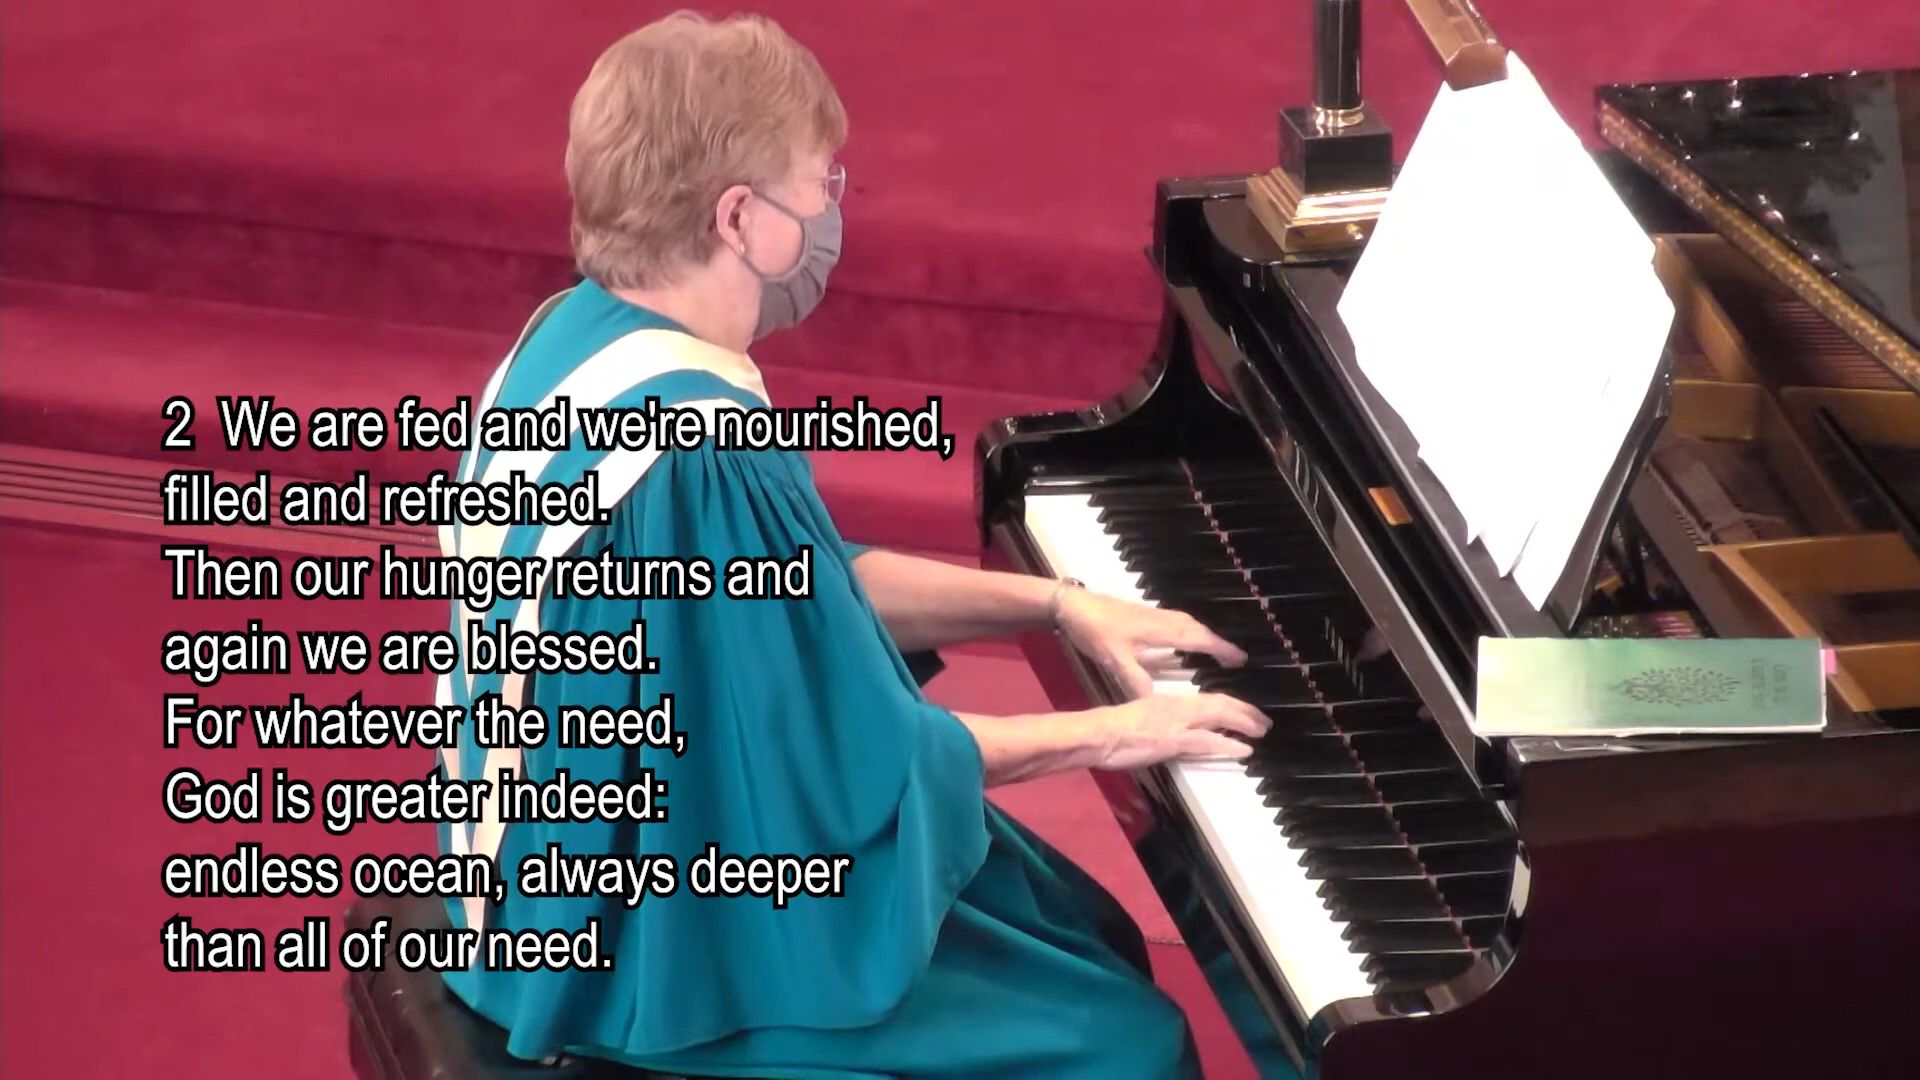 2 We are fed and we're nourished,
filled and refreshed.
Then our hunger returns and
again we are blessed.
For whatever the need,
God is greater indeed:
endless ocean, always deeper
than all of our need.